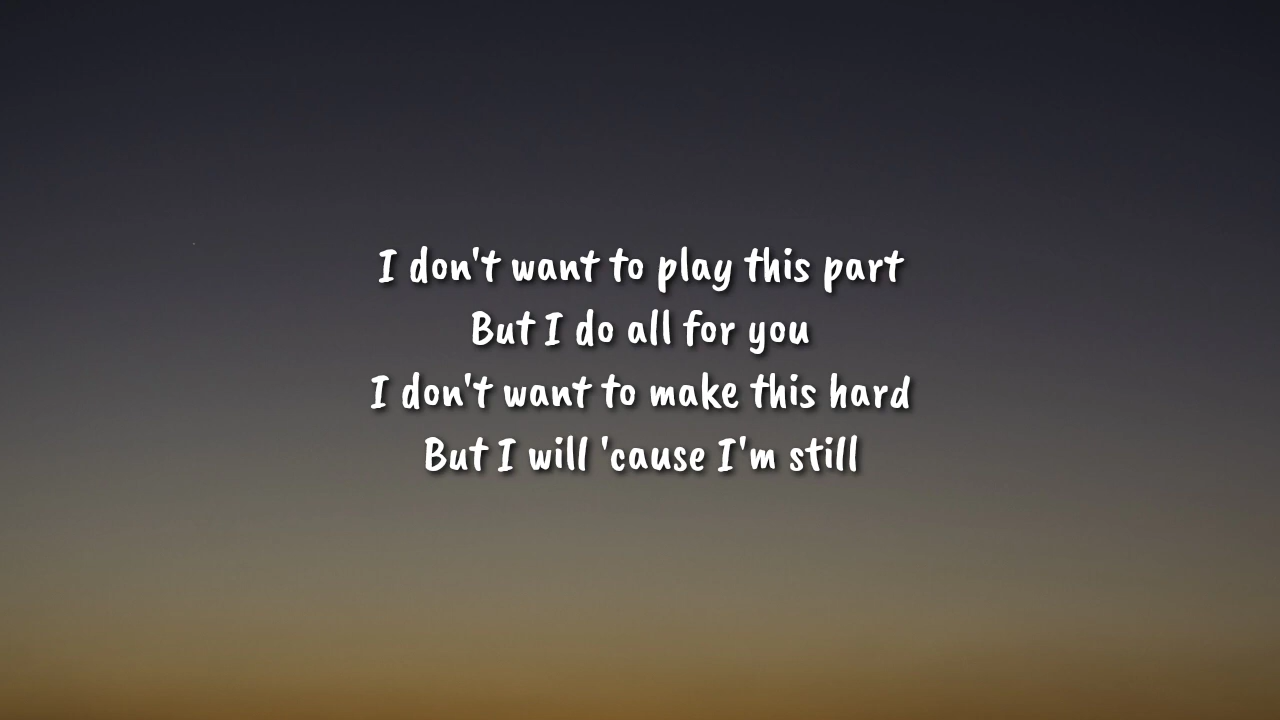 I don't want to play this part
But I do all for you
I don't want to make this hard
But I will 'cause I'm still